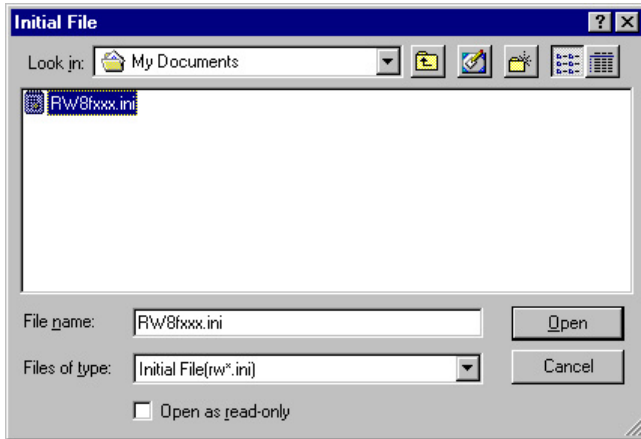 Initial File
Look in: My Documents
RW8fxxx.ini
File name: RW8fxxx.ini Open
Files of type: Initial File(rw*.ini) Cancel
Open as read-only